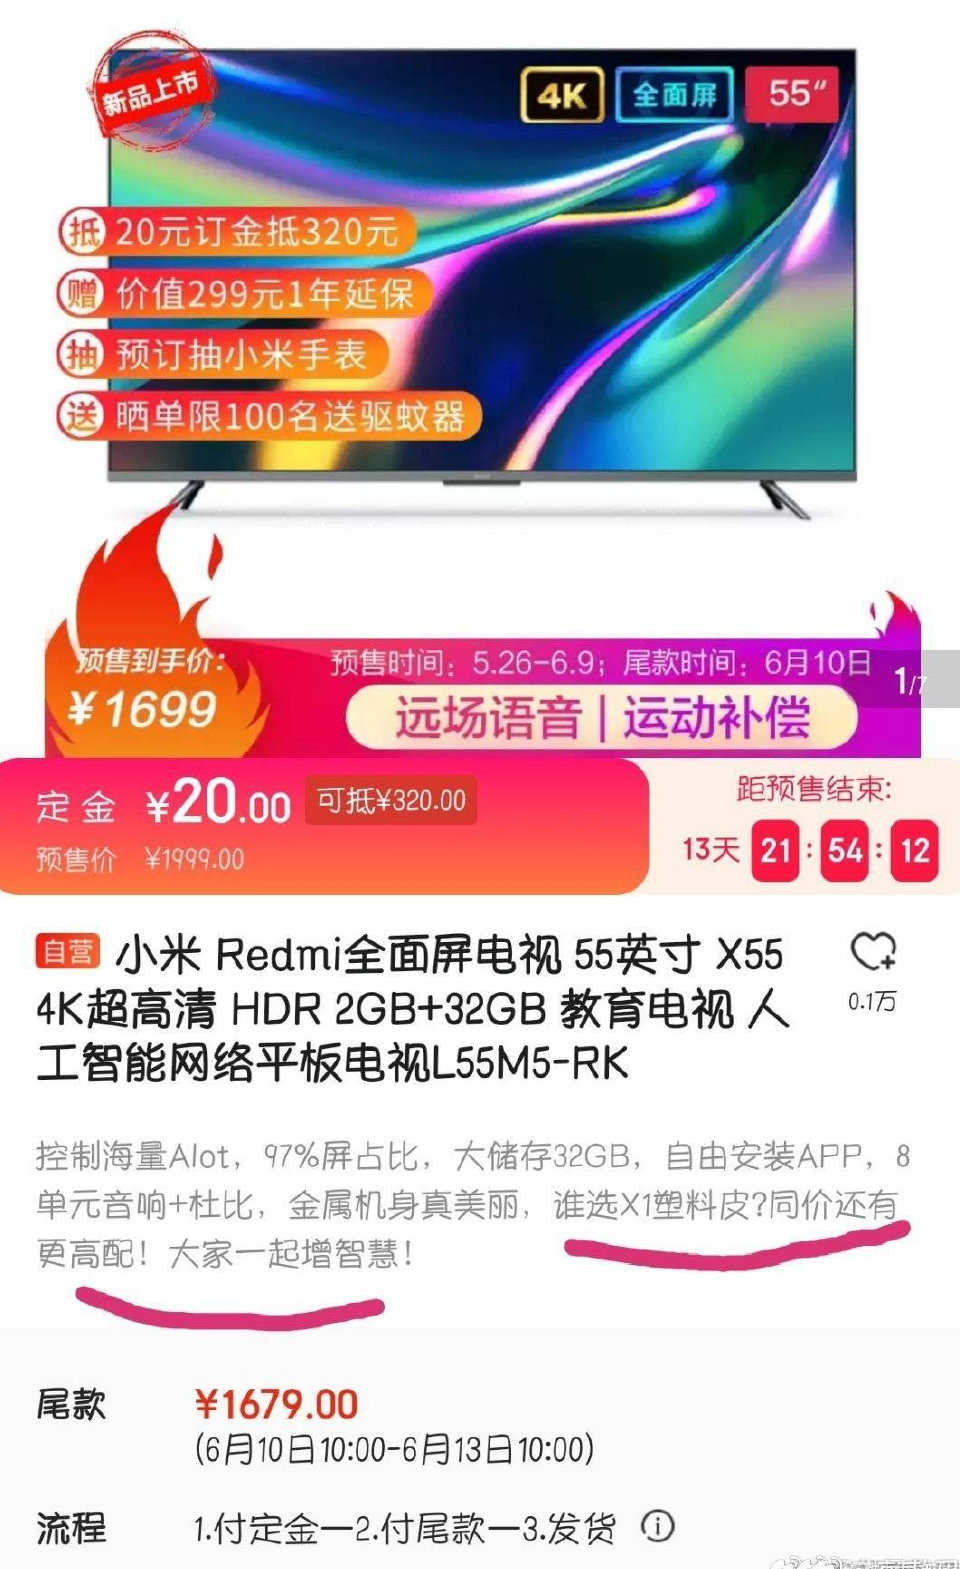 新品上市
4K
全面屏
55"
抵 20元订金抵320元
赠 价值299元1年延保
抽 预订抽小米手表
送 晒单限100名送驱蚊器
预售到手价:
¥1699
预售时间: 5.26-6.9; 尾款时间: 6月10日
1/7
远场语音|运动补偿
定金 ¥20.00 可抵¥320.00
预售价 ¥1999.00
距预售结束:
13天 21 : 54 : 12
自营 小米 Redmi全面屏电视 55英寸 X55
4K超高清 HDR 2GB+32GB 教育电视 人
工智能网络平板电视L55M5-RK
0.1万
控制海量AIot，97%屏占比，大储存32GB，自由安装APP，8
单元音响+杜比，金属机身真美丽，谁选X1塑料皮?同价还有
更高配！大家一起增智慧！
尾款 ¥1679.00
(6月10日10:00-6月13日10:00)
流程 1.付定金—2.付尾款—3.发货